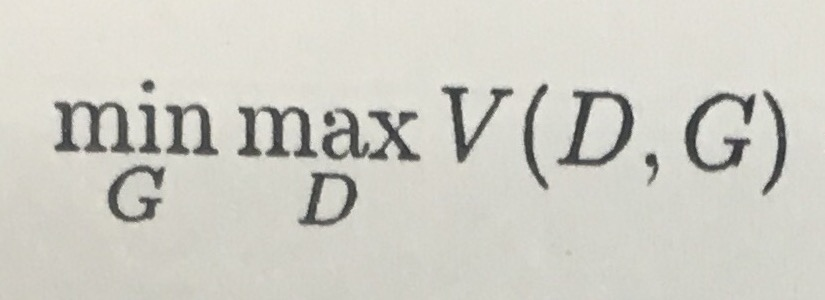 min max V(D, G)
G D